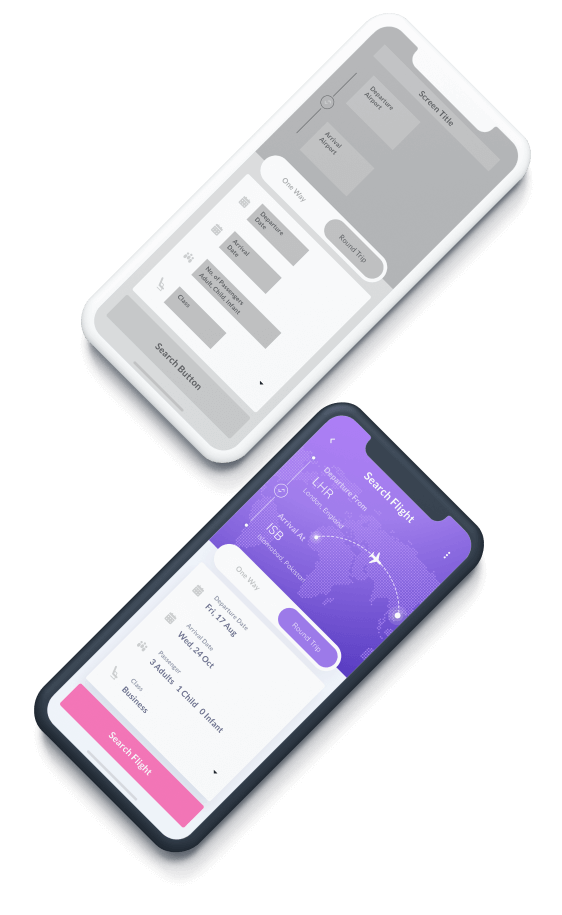 Screen Title
Departure
Airport
Arrival
Airport
One Way
Round Trip
Departure
Date
Arrival
Date
No. of Passengers
Adult, Child, Infant
Class
Search Button
Search Flight
Departure From
LHR
London, England
Arrival At
ISB
Islamabad, Pakistan
One Way
Round Trip
Departure Date
Fri, 17 Aug
Arrival Date
Wed, 24 Oct
Passenger
3 Adults 1 Child 0 Infant
Class
Business
Search Flight